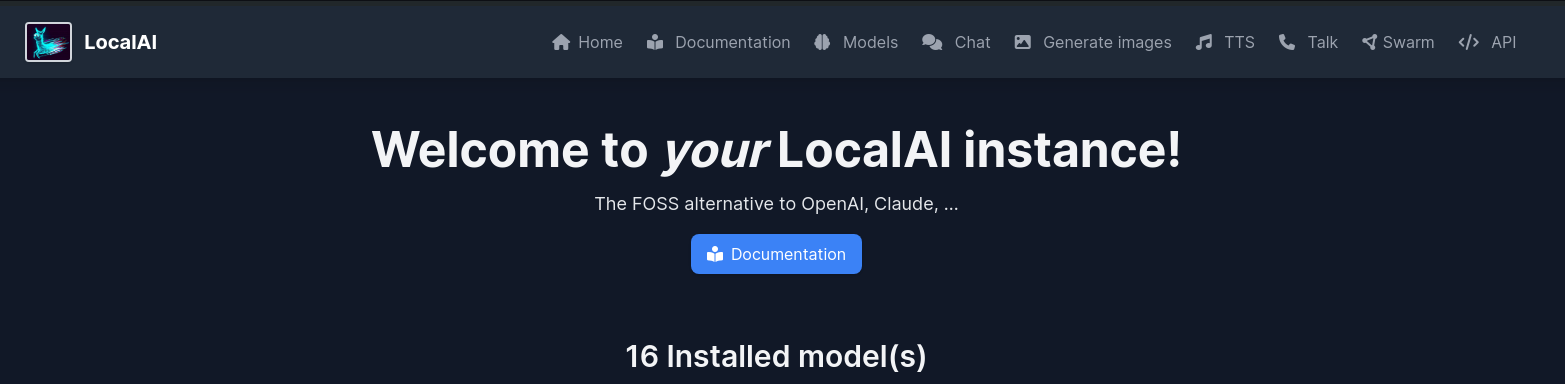 LocalAI
Home Documentation Models Chat Generate images TTS Talk Swarm API
Welcome to your LocalAI instance!
The FOSS alternative to OpenAI, Claude, ...
Documentation
16 Installed model(s)